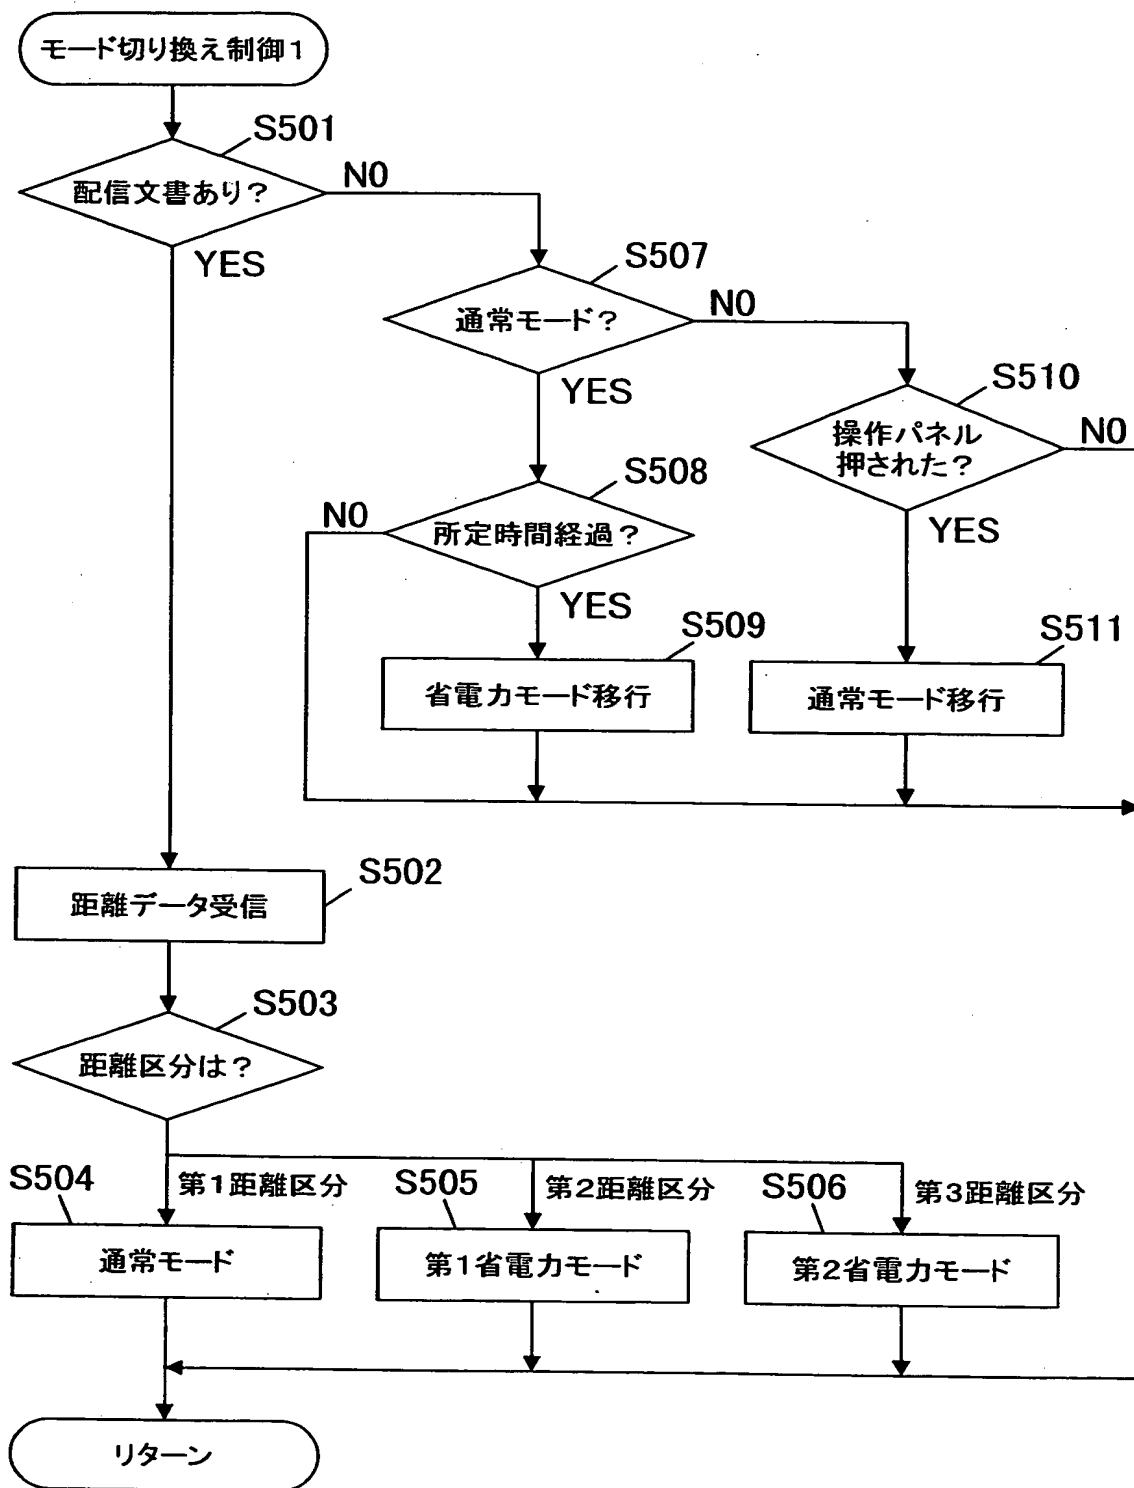 モード切り換え制御1
S501
配信文書あり?
NO
YES
S507
通常モード?
NO
YES
S510
操作パネル
押された?
NO
YES
S508
NO
所定時間経過?
YES
S509
省電力モード移行
S511
通常モード移行
S502
距離データ受信
S503
距離区分は?
S504
第1距離区分
通常モード
S505
第2距離区分
第1省電力モード
S506
第3距離区分
第2省電力モード
リターン